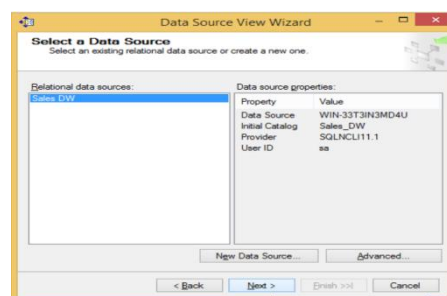 Data Source View Wizard
Select a Data Source
Select an existing relational data source or create a new one.
Relational data sources:
Sales DW
Data source properties:
Property Value
Data Source WIN-33T3IN3MD4U
Initial Catalog Sales_DW
Provider SQLNCLI11.1
User ID sa
New Data Source...
Advanced...
< Back
Next >
Finish >>|
Cancel